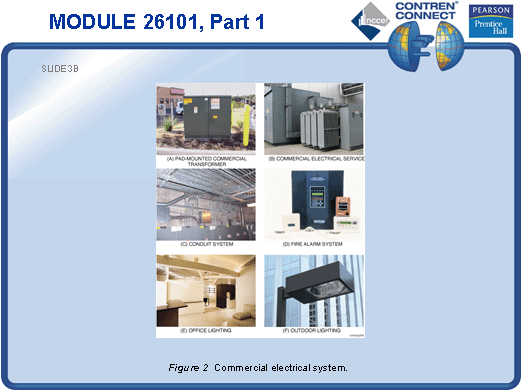 MODULE 26101, Part 1
nccer
CONTREN
CONNECT
PEARSON
Prentice
Hall
SLIDE 3B
(A) PAD-MOUNTED COMMERCIAL
TRANSFORMER
(B) COMMERCIAL ELECTRICAL SERVICE
(C) CONDUIT SYSTEM
(D) FIRE ALARM SYSTEM
(E) OFFICE LIGHTING
(F) OUTDOOR LIGHTING
Figure 2 Commercial electrical system.